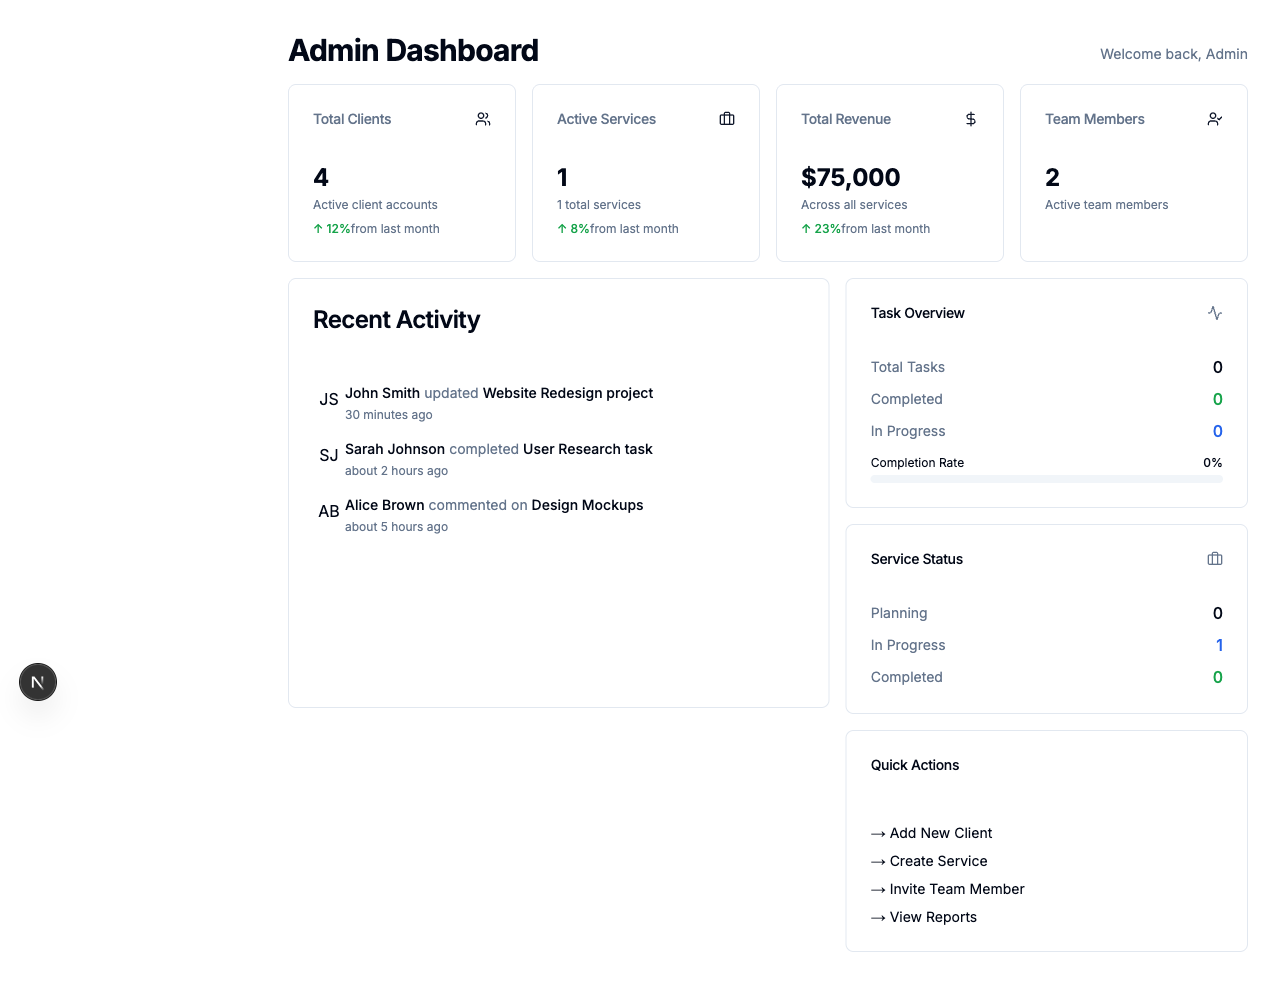 Admin Dashboard
Welcome back, Admin
Total Clients
4
Active client accounts
↑ 12%from last month
Active Services
1
1 total services
↑ 8%from last month
Total Revenue
$75,000
Across all services
↑ 23%from last month
Team Members
2
Active team members
Recent Activity
JS
John Smith updated Website Redesign project
30 minutes ago
SJ
Sarah Johnson completed User Research task
about 2 hours ago
AB
Alice Brown commented on Design Mockups
about 5 hours ago
Task Overview
Total Tasks 0
Completed 0
In Progress 0
Completion Rate 0%
Service Status
Planning 0
In Progress 1
Completed 0
Quick Actions
→ Add New Client
→ Create Service
→ Invite Team Member
→ View Reports
N